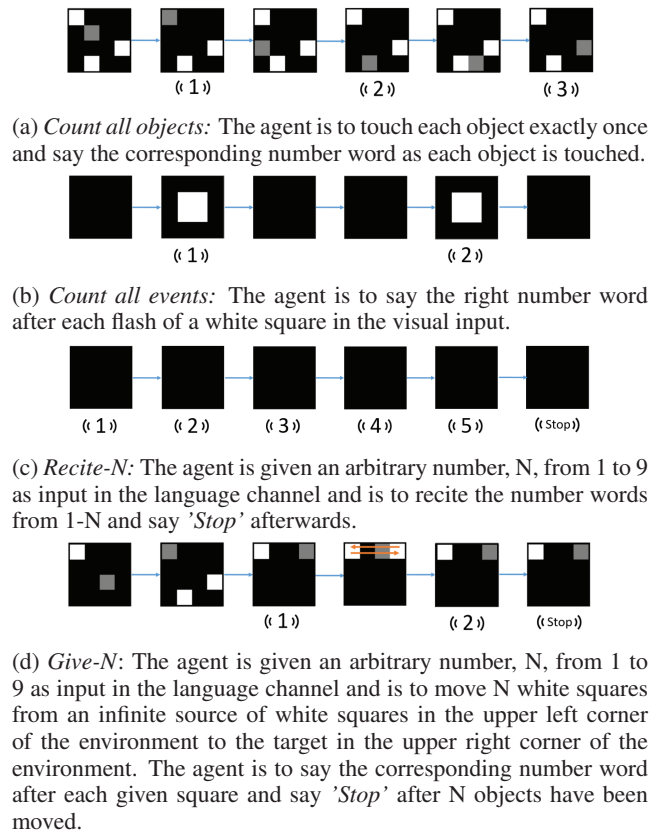 ((1)) ((2)) ((3))
(a) Count all objects: The agent is to touch each object exactly once
and say the corresponding number word as each object is touched.
((1)) ((2))
(b) Count all events: The agent is to say the right number word
after each flash of a white square in the visual input.
((1)) ((2)) ((3)) ((4)) ((5)) ((Stop))
(c) Recite-N: The agent is given an arbitrary number, N, from 1 to 9
as input in the language channel and is to recite the number words
from 1-N and say 'Stop' afterwards.
((1)) ((2)) ((Stop))
(d) Give-N: The agent is given an arbitrary number, N, from 1 to
9 as input in the language channel and is to move N white squares
from an infinite source of white squares in the upper left corner
of the environment to the target in the upper right corner of the
environment. The agent is to say the corresponding number word
after each given square and say 'Stop' after N objects have been
moved.